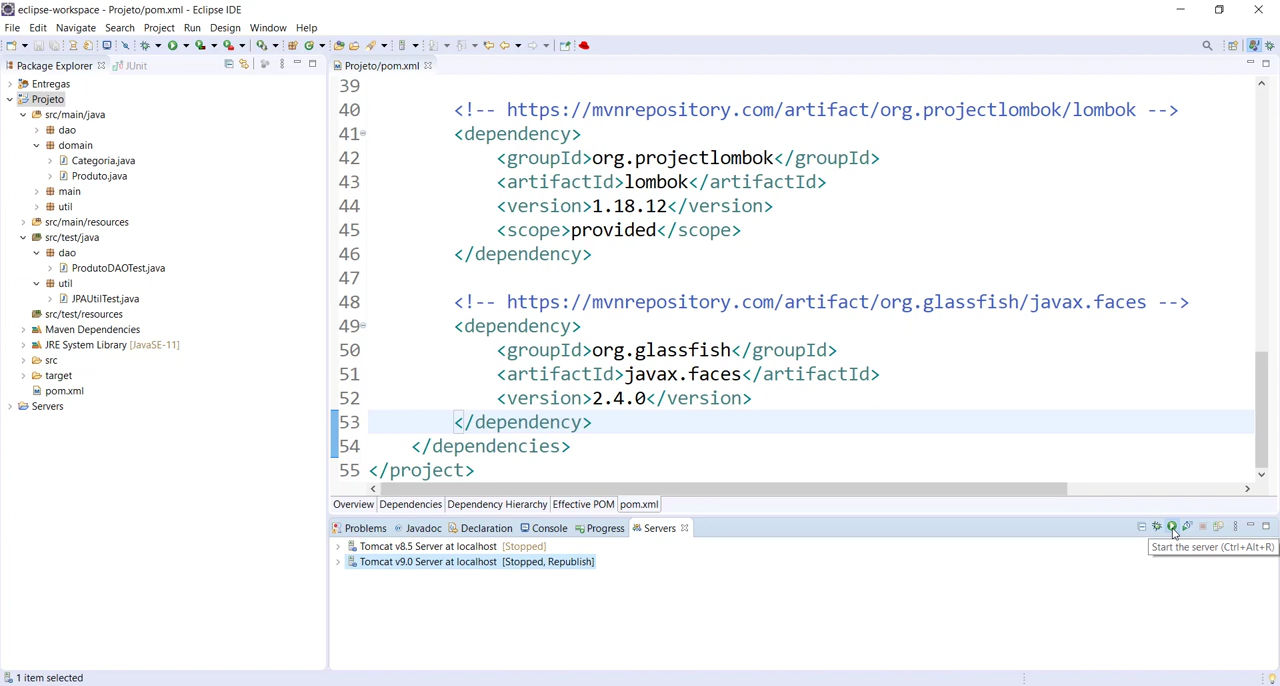 eclipse-workspace - Projeto/pom.xml - Eclipse IDE
File Edit Navigate Search Project Run Design Window Help
Package Explorer JUnit
Projeto/pom.xml
Entregas
Projeto
src/main/java
dao
domain
Categoria.java
Produto.java
main
util
src/main/resources
src/test/java
dao
ProdutoDAOTest.java
util
JPAUtilTest.java
src/test/resources
Maven Dependencies
JRE System Library [JavaSE-11]
src
target
pom.xml
Servers
39
40 <!-- https://mvnrepository.com/artifact/org.projectlombok/lombok -->
41 <dependency>
42 <groupId>org.projectlombok</groupId>
43 <artifactId>lombok</artifactId>
44 <version>1.18.12</version>
45 <scope>provided</scope>
46 </dependency>
47
48 <!-- https://mvnrepository.com/artifact/org.glassfish/javax.faces -->
49 <dependency>
50 <groupId>org.glassfish</groupId>
51 <artifactId>javax.faces</artifactId>
52 <version>2.4.0</version>
53 </dependency>
54 </dependencies>
55 </project>
Overview Dependencies Dependency Hierarchy Effective POM pom.xml
Problems Javadoc Declaration Console Progress Servers
Tomcat v8.5 Server at localhost [Stopped]
Tomcat v9.0 Server at localhost [Stopped, Republish]
Start the server (Ctrl+Alt+R)
1 item selected